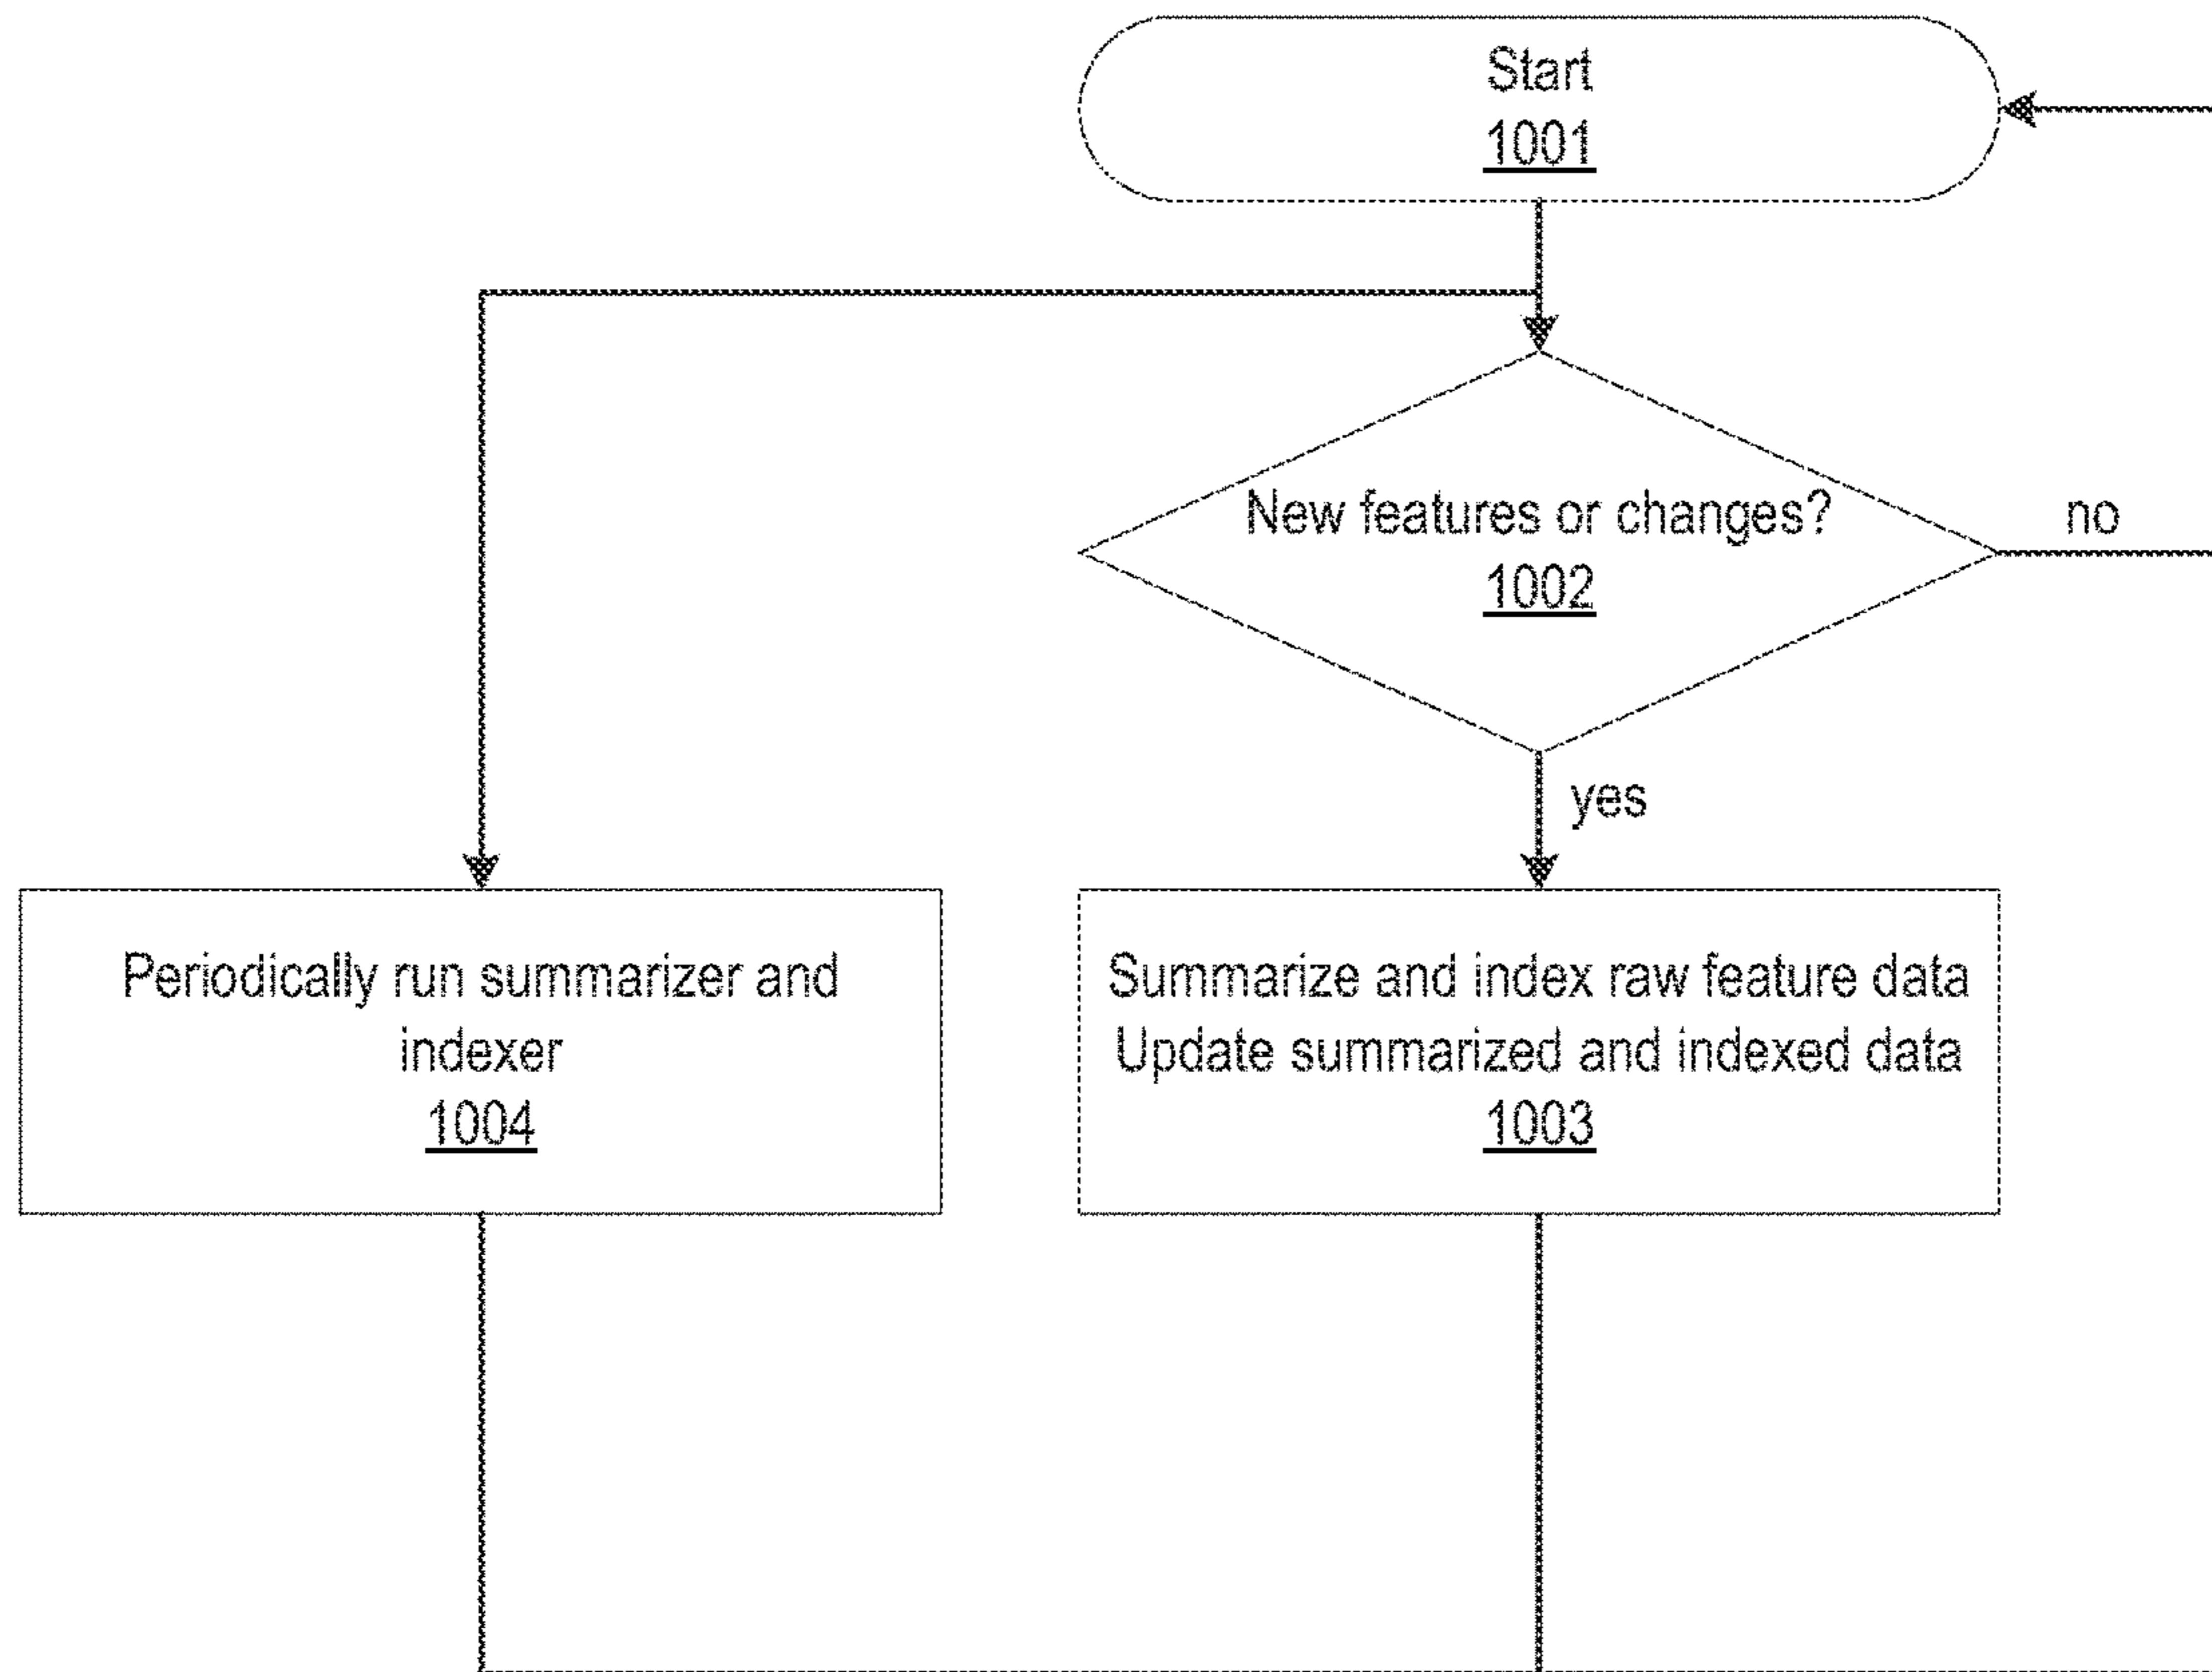 Start
1001
New features or changes?
1002
no
yes
Periodically run summarizer and
indexer
1004
Summarize and index raw feature data
Update summarized and indexed data
1003